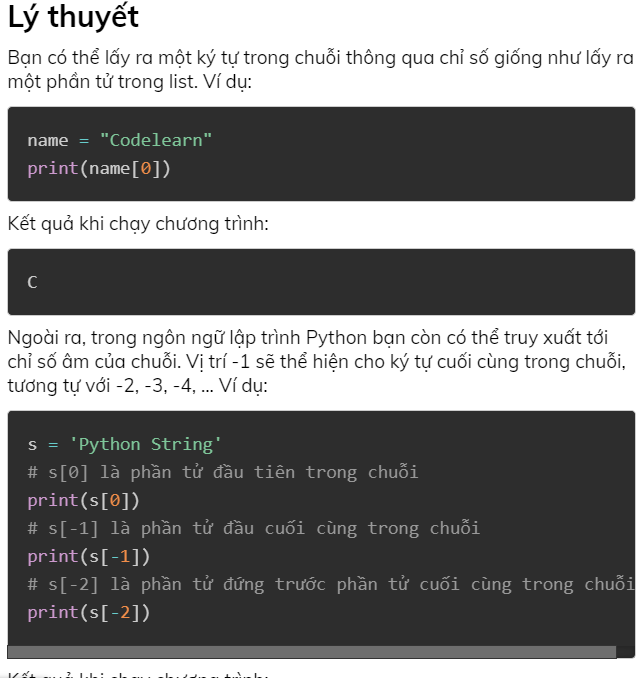 Lý thuyết
Bạn có thể lấy ra một ký tự trong chuỗi thông qua chỉ số giống như lấy ra
một phần tử trong list. Ví dụ:
name = "Codelearn"
print(name[0])
Kết quả khi chạy chương trình:
C
Ngoài ra, trong ngôn ngữ lập trình Python bạn còn có thể truy xuất tới
chỉ số âm của chuỗi. Vị trí -1 sẽ thể hiện cho ký tự cuối cùng trong chuỗi,
tương tự với -2, -3, -4, ... Ví dụ:
s = 'Python String'
# s[0] là phần tử đầu tiên trong chuỗi
print(s[0])
# s[-1] là phần tử đầu cuối cùng trong chuỗi
print(s[-1])
# s[-2] là phần tử đứng trước phần tử cuối cùng trong chuỗi
print(s[-2])
Kết quả khi chạy chương trình: